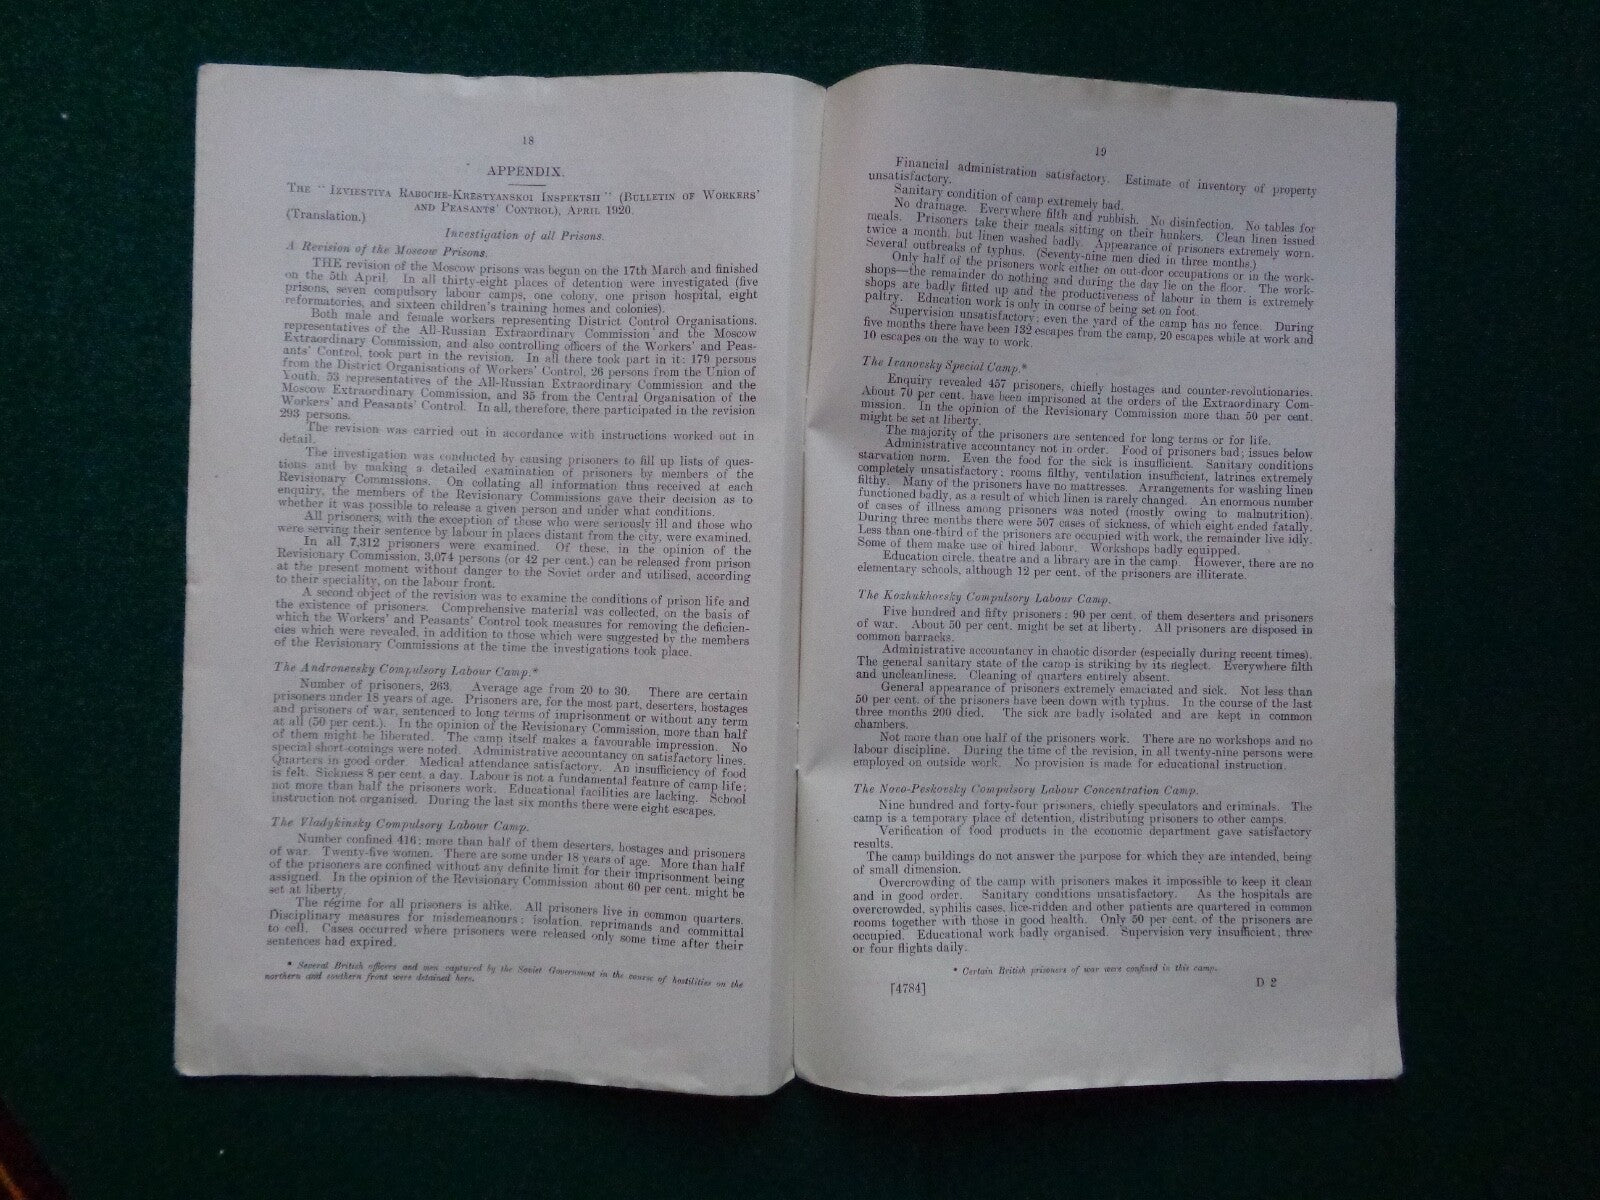 18
APPENDIX.
THE "IZVIESTIYA RABOCHE-KRESTYANSKOI INSPEKTSII" (BULLETIN OF WORKERS'
AND PEASANTS' CONTROL), APRIL 1920.
(Translation.)
Investigation of all Prisons.
A Revision of the Moscow Prisons.
THE revision of the Moscow prisons was begun on the 17th March and finished
on the 5th April. In all thirty-eight places of detention were investigated (five
prisons, seven compulsory labour camps, one colony, one prison hospital, eight
reformatories, and sixteen children's training homes and colonies).
Both male and female workers representing District Control Organisations,
representatives of the All-Russian Extraordinary Commission and the Moscow
Extraordinary Commission, and also controlling officers of the Workers' and Peas-
ants' Control, took part in the revision. In all there took part in it: 179 persons
from the District Organisations of Workers' Control, 26 persons from the Union of
Youth, 53 representatives of the All-Russian Extraordinary Commission and the
Moscow Extraordinary Commission, and 35 from the Central Organisation of the
Workers' and Peasants' Control. In all, therefore, there participated in the revision
293 persons.
The revision was carried out in accordance with instructions worked out in
detail.
The investigation was conducted by causing prisoners to fill up lists of ques-
tions and by making a detailed examination of prisoners by members of the
Revisionary Commissions. On collating all information thus received at each
enquiry, the members of the Revisionary Commissions gave their decision as to
whether it was possible to release a given person and under what conditions.
All prisoners, with the exception of those who were seriously ill and those who
were serving their sentence by labour in places distant from the city, were examined.
In all 7,312 prisoners were examined. Of these, in the opinion of the
Revisionary Commission, 3,074 persons (or 42 per cent.) can be released from prison
at the present moment without danger to the Soviet order and utilised, according
to their speciality, on the labour front.
A second object of the revision was to examine the conditions of prison life and
the existence of prisoners. Comprehensive material was collected, on the basis of
which the Workers' and Peasants' Control took measures for removing the deficien-
cies which were revealed, in addition to those which were suggested by the members
of the Revisionary Commissions at the time the investigations took place.
The Andronevsky Compulsory Labour Camp.*
Number of prisoners, 263. Average age from 20 to 30. There are certain
prisoners under 18 years of age. Prisoners are, for the most part, deserters, hostages
and prisoners of war, sentenced to long terms of imprisonment or without any term
at all (50 per cent.). In the opinion of the Revisionary Commission, more than half
of them might be liberated. The camp itself makes a favourable impression. No
special short-comings were noted. Administrative accountancy on satisfactory lines.
Quarters in good order. Medical attendance satisfactory. An insufficiency of food
is felt. Sickness 8 per cent. a day. Labour is not a fundamental feature of camp life;
not more than half the prisoners work. Educational facilities are lacking. School
instruction not organised. During the last six months there were eight escapes.
The Vladykinsky Compulsory Labour Camp.
Number confined 416; more than half of them deserters, hostages and prisoners
of war. Twenty-five women. There are some under 18 years of age. More than half
of the prisoners are confined without any definite limit for their imprisonment being
assigned. In the opinion of the Revisionary Commission about 60 per cent. might be
set at liberty.
The régime for all prisoners is alike. All prisoners live in common quarters.
Disciplinary measures for misdemeanours: isolation, reprimands and committal
to cell. Cases occurred where prisoners were released only some time after their
sentences had expired.
* Several British officers and men captured by the Soviet Government in the course of hostilities on the
northern and southern front were detained here.
19
Financial administration satisfactory. Estimate of inventory of property
unsatisfactory.
Sanitary condition of camp extremely bad.
No drainage. Everywhere filth and rubbish. No disinfection. No tables for
meals. Prisoners take their meals sitting on their hunkers. Clean linen issued
twice a month, but linen washed badly. Appearance of prisoners extremely worn.
Several outbreaks of typhus. (Seventy-nine men died in three months.)
Only half of the prisoners work either on out-door occupations or in the work-
shops—the remainder do nothing and during the day lie on the floor. The work-
shops are badly fitted up and the productiveness of labour in them is extremely
paltry. Education work is only in course of being set on foot.
Supervision unsatisfactory; even the yard of the camp has no fence. During
five months there have been 132 escapes from the camp, 20 escapes while at work and
10 escapes on the way to work.
The Ivanovsky Special Camp.*
Enquiry revealed 457 prisoners, chiefly hostages and counter-revolutionaries.
About 70 per cent. have been imprisoned at the orders of the Extraordinary Com-
mission. In the opinion of the Revisionary Commission more than 50 per cent.
might be set at liberty.
The majority of the prisoners are sentenced for long terms or for life.
Administrative accountancy not in order. Food of prisoners bad; issues below
starvation norm. Even the food for the sick is insufficient. Sanitary conditions
completely unsatisfactory; rooms filthy, ventilation insufficient, latrines extremely
filthy. Many of the prisoners have no mattresses. Arrangements for washing linen
functioned badly, as a result of which linen is rarely changed. An enormous number
of cases of illness among prisoners was noted (mostly owing to malnutrition).
During three months there were 507 cases of sickness, of which eight ended fatally.
Less than one-third of the prisoners are occupied with work, the remainder live idly.
Some of them make use of hired labour. Workshops badly equipped.
Education circle, theatre and a library are in the camp. However, there are no
elementary schools, although 12 per cent. of the prisoners are illiterate.
The Kozhukhovsky Compulsory Labour Camp.
Five hundred and fifty prisoners; 90 per cent. of them deserters and prisoners
of war. About 50 per cent. might be set at liberty. All prisoners are disposed in
common barracks.
Administrative accountancy in chaotic disorder (especially during recent times).
The general sanitary state of the camp is striking by its neglect. Everywhere filth
and uncleanliness. Cleaning of quarters entirely absent.
General appearance of prisoners extremely emaciated and sick. Not less than
50 per cent. of the prisoners have been down with typhus. In the course of the last
three months 200 died. The sick are badly isolated and are kept in common
chambers.
Not more than one half of the prisoners work. There are no workshops and no
labour discipline. During the time of the revision, in all twenty-nine persons were
employed on outside work. No provision is made for educational instruction.
The Novo-Peskovsky Compulsory Labour Concentration Camp.
Nine hundred and forty-four prisoners, chiefly speculators and criminals. The
camp is a temporary place of detention, distributing prisoners to other camps.
Verification of food products in the economic department gave satisfactory
results.
The camp buildings do not answer the purpose for which they are intended, being
of small dimension.
Overcrowding of the camp with prisoners makes it impossible to keep it clean
and in good order. Sanitary conditions unsatisfactory. As the hospitals are
overcrowded, syphilis cases, lice-ridden and other patients are quartered in common
rooms together with those in good health. Only 50 per cent. of the prisoners are
occupied. Educational work badly organised. Supervision very insufficient, three
or four flights daily.
* Certain British prisoners of war were confined in this camp.
[4784]
D 2